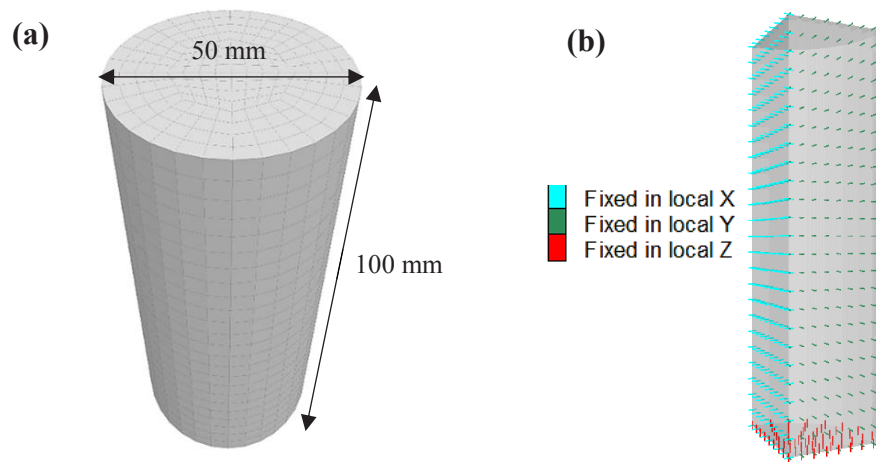 (a)
50 mm
100 mm
(b)
Fixed in local X
Fixed in local Y
Fixed in local Z